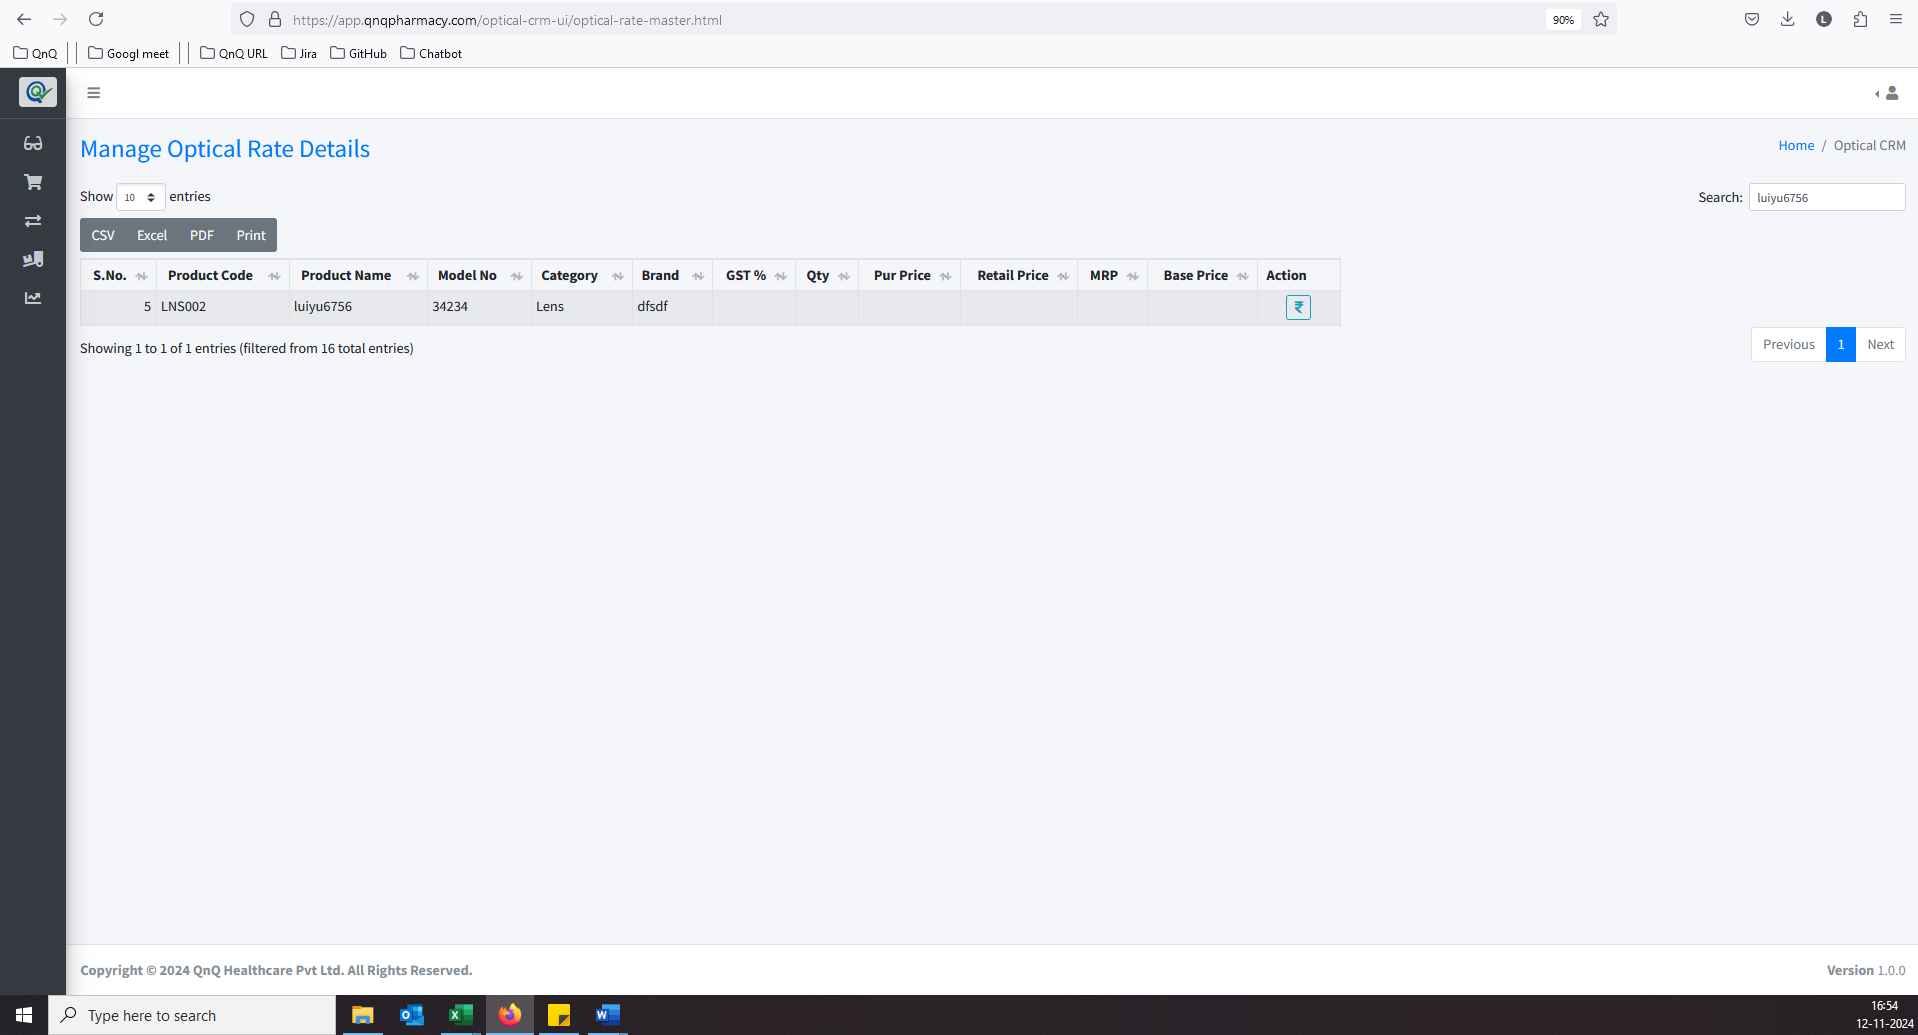 https://app.qnqpharmacy.com/optical-crm-ui/optical-rate-master.html 90% L
QnQ Googl meet QnQ URL Jira GitHub Chatbot
Manage Optical Rate Details
Home / Optical CRM
Show 10 entries
Search: luiyu6756
CSV Excel PDF Print
S.No. Product Code Product Name Model No Category Brand GST % Qty Pur Price Retail Price MRP Base Price Action
5 LNS002 luiyu6756 34234 Lens dfsdf ₹
Showing 1 to 1 of 1 entries (filtered from 16 total entries)
Previous 1 Next
Copyright © 2024 QnQ Healthcare Pvt Ltd. All Rights Reserved.
Version 1.0.0
Type here to search
16:54
12-11-2024